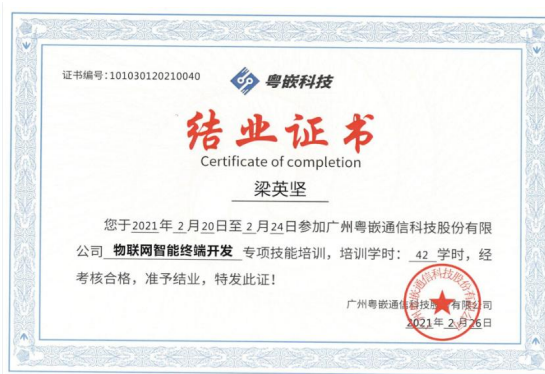 证书编号:101030120210040
粤嵌科技
结业证书
Certificate of completion
梁英坚
您于2021年 2 月20日至 2 月24日参加广州粤嵌通信科技股份有限
公司 物联网智能终端开发 专项技能培训，培训学时： 42 学时，经
考核合格，准予结业，特发此证！
广州粤嵌通信科技股份有限公司
2021年 2 月26日